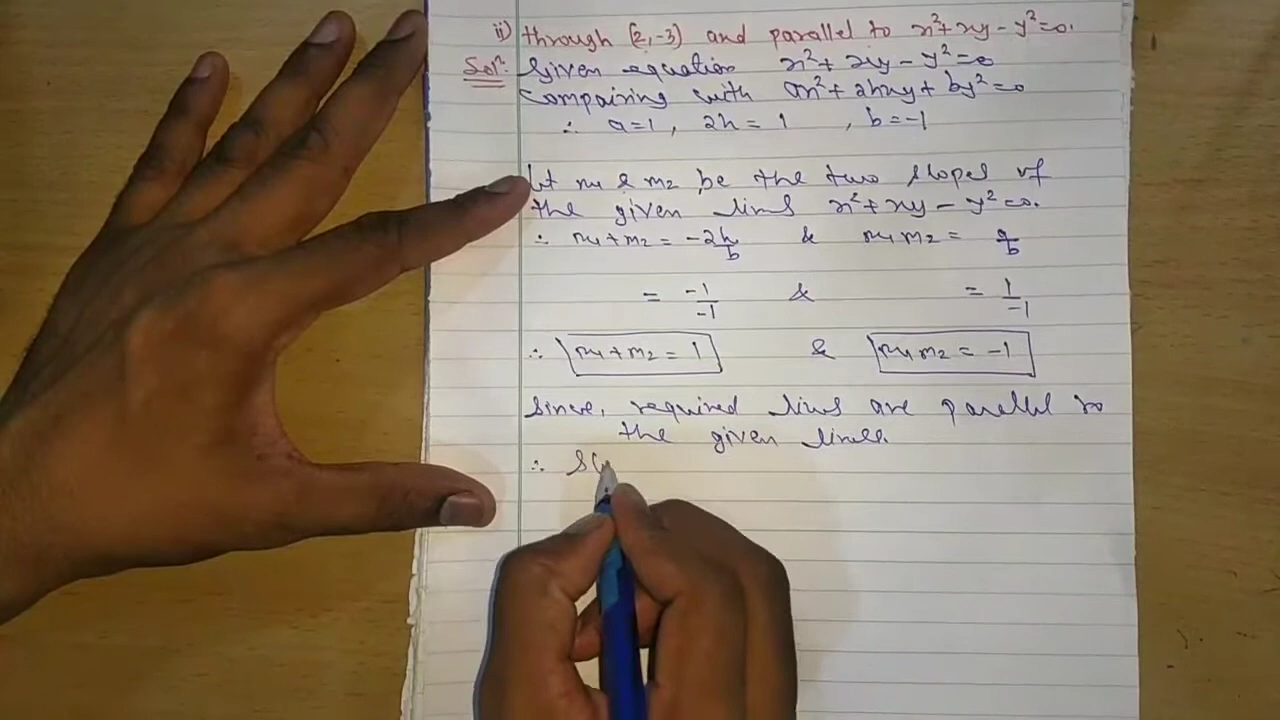 ii) through (2,-3) and parallel to x²+xy-y²=0.
Solⁿ: Given equation x²+xy-y²=0
Compairing with ax²+2hxy+by²=0
∴ a=1, 2h=1, b=-1
Let m₁ & m₂ be the two slopes of
the given lines x²+xy-y²=0.
∴ m₁+m₂ = -2h/b & m₁m₂ = a/b
= -1/-1 & = 1/-1
∴ m₁+m₂=1 & m₁m₂=-1
Since, required lines are parallel to
the given lines.
∴ Sl